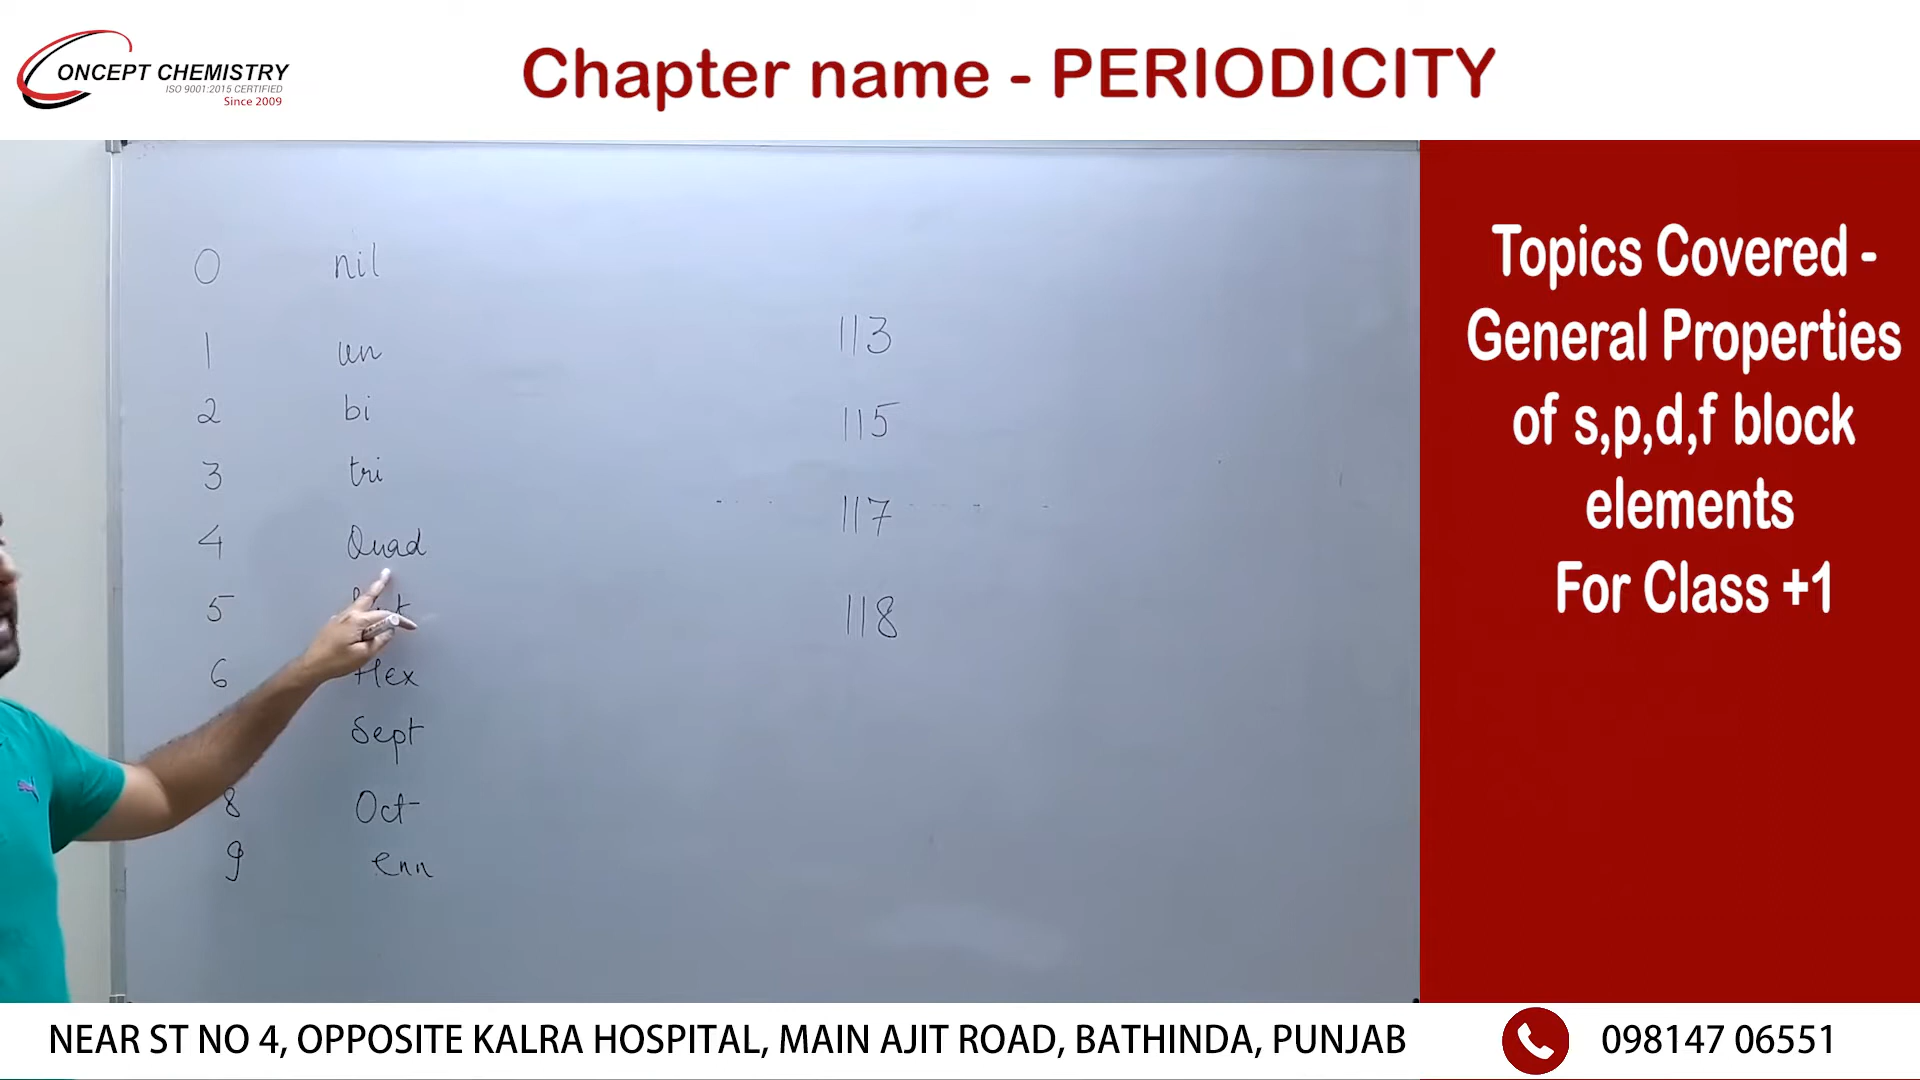 ONCEPT CHEMISTRY
ISO 9001:2015 CERTIFIED
Since 2009
Chapter name - PERIODICITY
0 nil
1 un
2 bi
3 tri
4 Quad
5
6 Hex
Sept
8 Oct
9 enn
113
115
117
118
Topics Covered -
General Properties
of s,p,d,f block
elements
For Class +1
NEAR ST NO 4, OPPOSITE KALRA HOSPITAL, MAIN AJIT ROAD, BATHINDA, PUNJAB
098147 06551